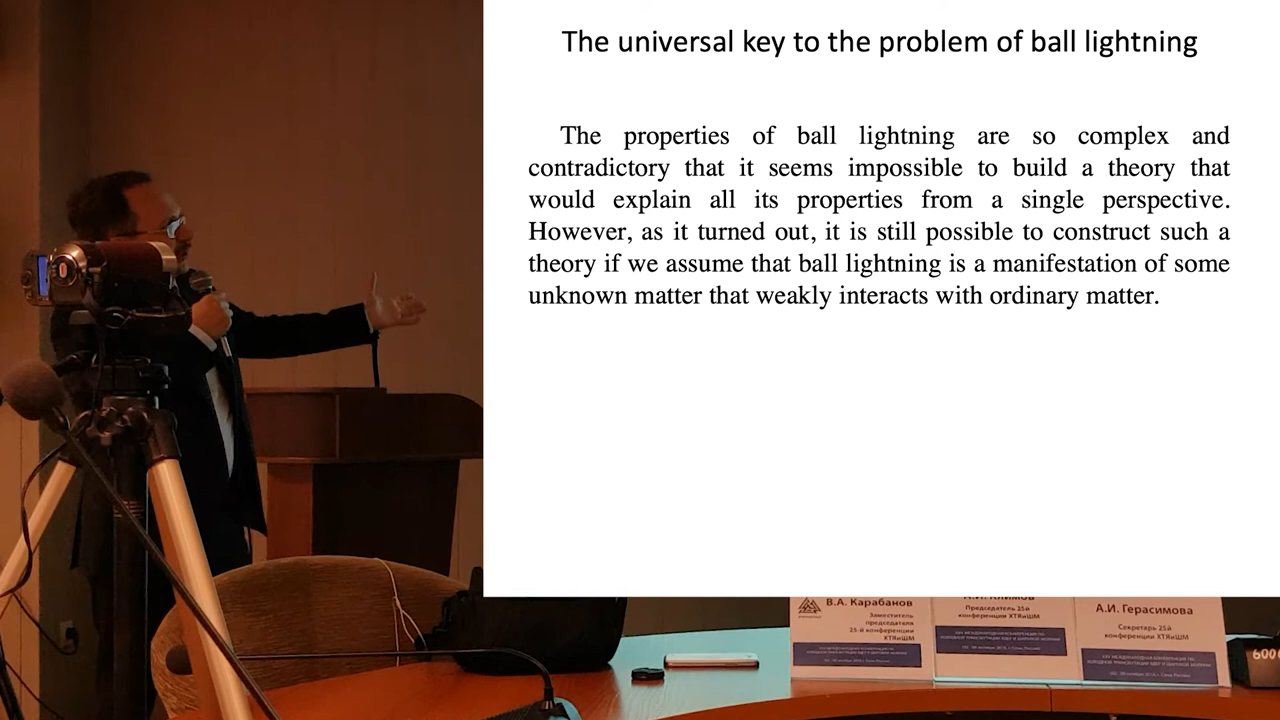 The universal key to the problem of ball lightning
The properties of ball lightning are so complex and
contradictory that it seems impossible to build a theory that
would explain all its properties from a single perspective.
However, as it turned out, it is still possible to construct such a
theory if we assume that ball lightning is a manifestation of some
unknown matter that weakly interacts with ordinary matter.
В.А. Карабанов
Заместитель
председателя
25-й конференции
ХТЯиШМ
А.И. Климов
Председатель 25й
конференции ХТЯиШМ
А.И. Герасимова
Секретарь 25й
конференции ХТЯиШМ
600